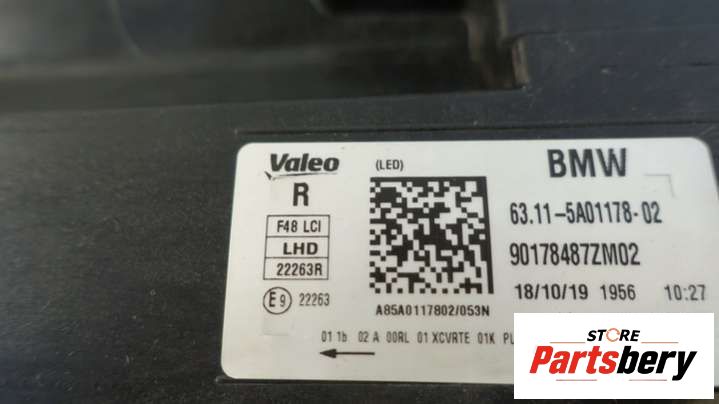 Valeo (LED) BMW
R
F48 LCI
LHD
22263R
E9 22263
63.11-5A01178-02
90178487ZM02
18/10/19 1956 10:27
A85A0117802/053N
01 1b 02 A 00RL 01 XCVRTE 01K PL
STORE
Partsbery